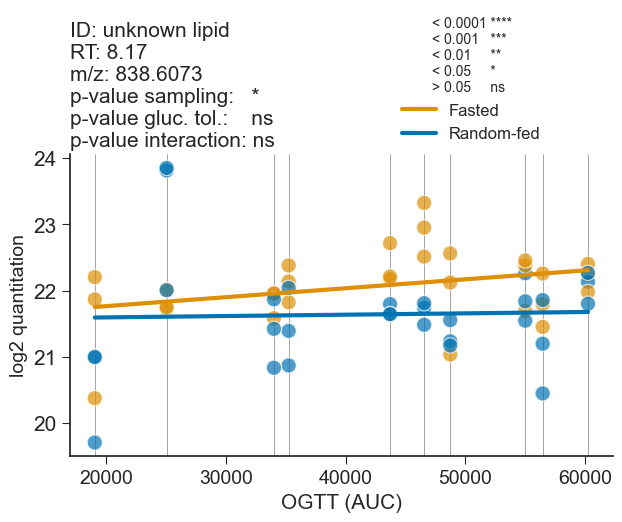 ID: unknown lipid
RT: 8.17
m/z: 838.6073
p-value sampling: *
p-value gluc. tol.: ns
p-value interaction: ns
< 0.0001 ****
< 0.001 ***
< 0.01 **
< 0.05 *
> 0.05 ns
Fasted
Random-fed
24
23
22
21
20
log2 quantitation
20000 30000 40000 50000 60000
OGTT (AUC)